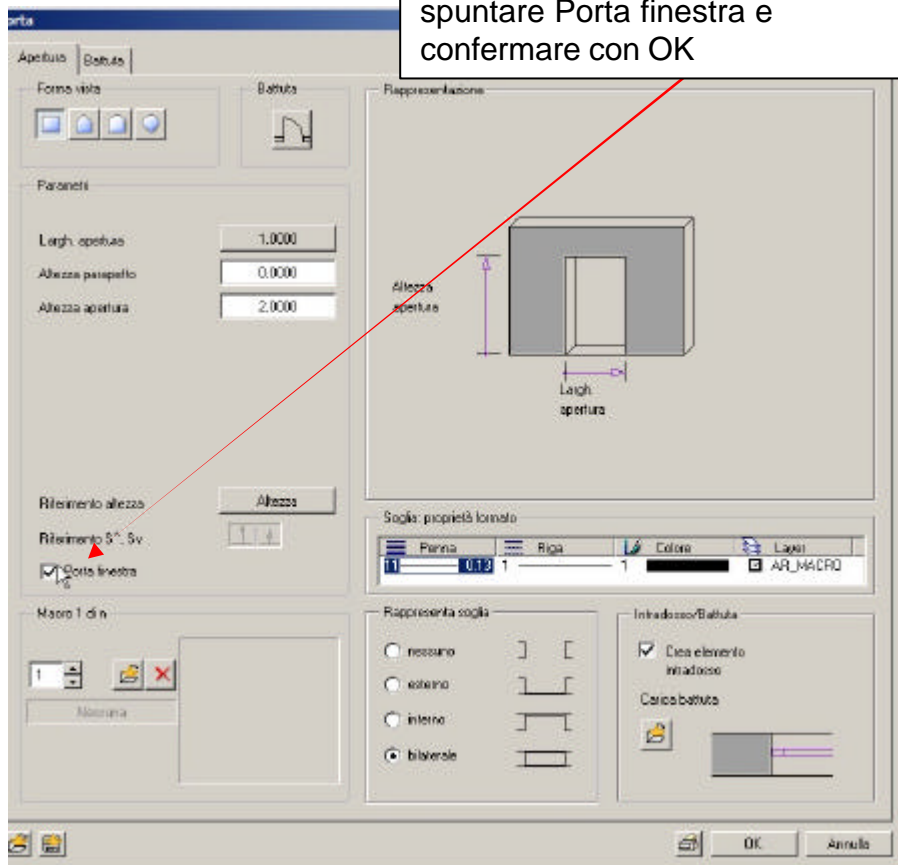 spuntare Porta finestra e
confermare con OK
orta
Apertura Battuta
Forma vista
Battuta
Rappresentazione
Parametri
Largh. apertura 1.0000
Altezza parapetto 0.0000
Altezza apertura 2.0000
Altezza
apertura
Largh.
apertura
Riferimento altezza Altezza
Riferimento S^, Sv
Porta finestra
Soglia: proprietà formato
Penna Riga Colore Layer
11 0.13 1 1 AR_MACRO
Macro 1 di n
1
Nessuna
Rappresenta soglia
nessuno
esterno
interno
bilaterale
Intradosso/Battuta
Crea elemento
intradosso
Carica battuta
OK Annulla